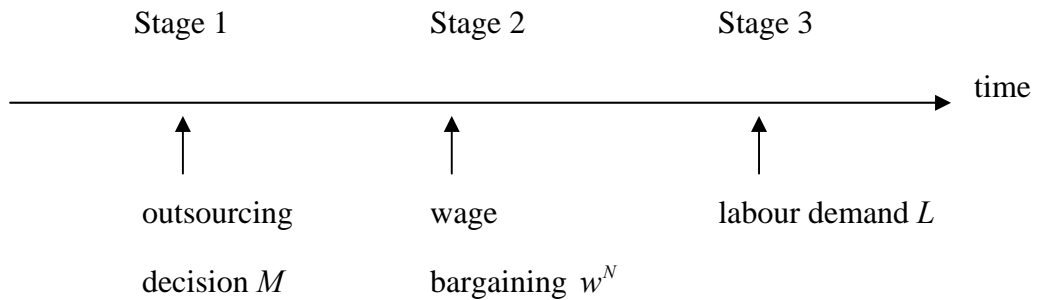 Stage 1 Stage 2 Stage 3
time
outsourcing wage labour demand L
decision M bargaining w^N